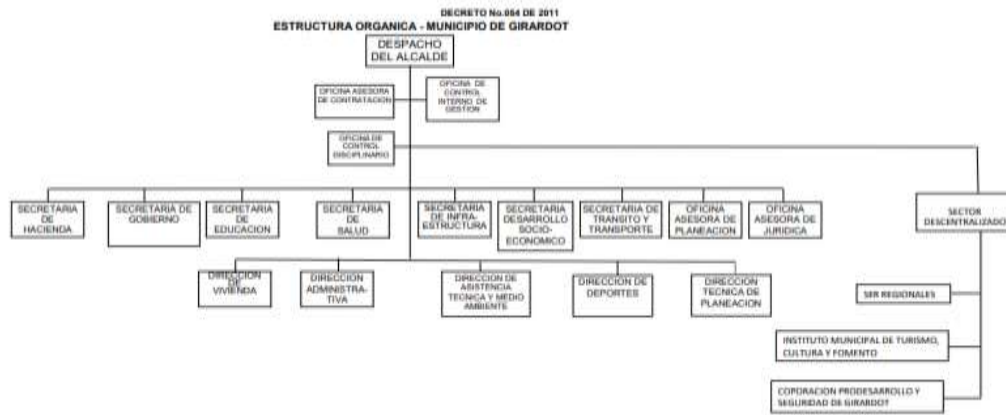 DECRETO No.084 DE 2011
ESTRUCTURA ORGANICA - MUNICIPIO DE GIRARDOT
DESPACHO
DEL ALCALDE
OFICINA ASESORA
DE CONTRATACION
OFICINA DE
CONTROL
INTERNO DE
GESTION
OFICINA DE
CONTROL
DISCIPLINARIO
SECRETARIA
DE
HACIENDA
SECRETARIA DE
GOBIERNO
SECRETARIA
DE
EDUCACION
SECRETARIA
DE
SALUD
SECRETARIA
DE INFRA-
ESTRUCTURA
SECRETARIA
DESARROLLO
SOCIO-
ECONOMICO
SECRETARIA DE
TRANSITO Y
TRANSPORTE
OFICINA
ASESORA DE
PLANEACION
OFICINA
ASESORA DE
JURIDICA
SECTOR
DESCENTRALIZADO
DIRECCION
DE
VIVIENDA
DIRECCION
ADMINISTRA-
TIVA
DIRECCION DE
ASISTENCIA
TECNICA Y MEDIO
AMBIENTE
DIRECCION DE
DEPORTES
DIRECCION
TECNICA DE
PLANEACION
SER REGIONALES
INSTITUTO MUNICIPAL DE TURISMO,
CULTURA Y FOMENTO
COPORACION PRODESARROLLO Y
SEGURIDAD DE GIRARDOT